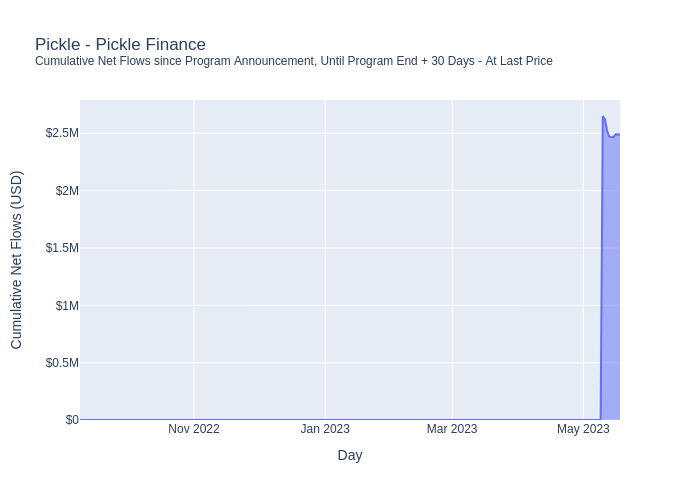 Pickle - Pickle Finance
Cumulative Net Flows since Program Announcement, Until Program End + 30 Days - At Last Price
Cumulative Net Flows (USD)
$2.5M
$2M
$1.5M
$1M
$0.5M
$0
Nov 2022
Jan 2023
Mar 2023
May 2023
Day